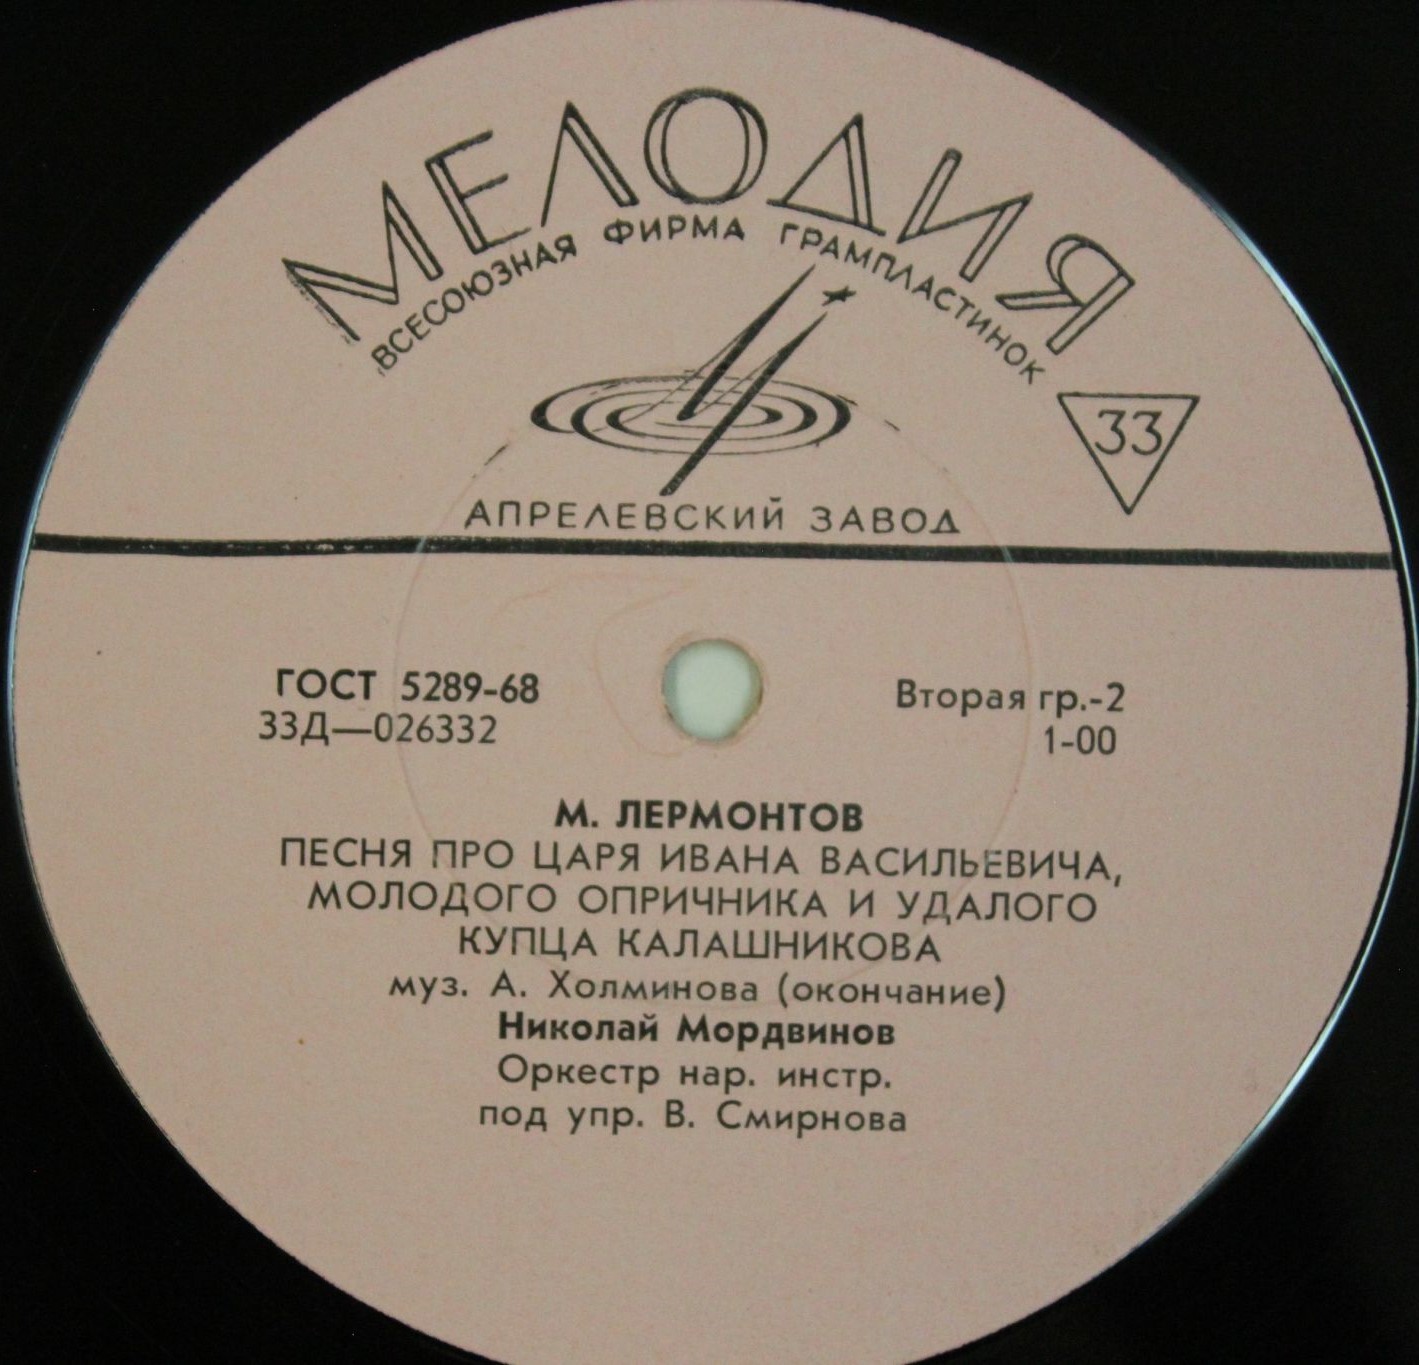 МЕЛОДИЯ
ВСЕСОЮЗНАЯ ФИРМА ГРАМПЛАСТИНОК
33
АПРЕЛЕВСКИЙ ЗАВОД
ГОСТ 5289-68
33Д—026332
Вторая гр.-2
1-00
М. ЛЕРМОНТОВ
ПЕСНЯ ПРО ЦАРЯ ИВАНА ВАСИЛЬЕВИЧА,
МОЛОДОГО ОПРИЧНИКА И УДАЛОГО
КУПЦА КАЛАШНИКОВА
муз. А. Холминова (окончание)
Николай Мордвинов
Оркестр нар. инстр.
под упр. В. Смирнова